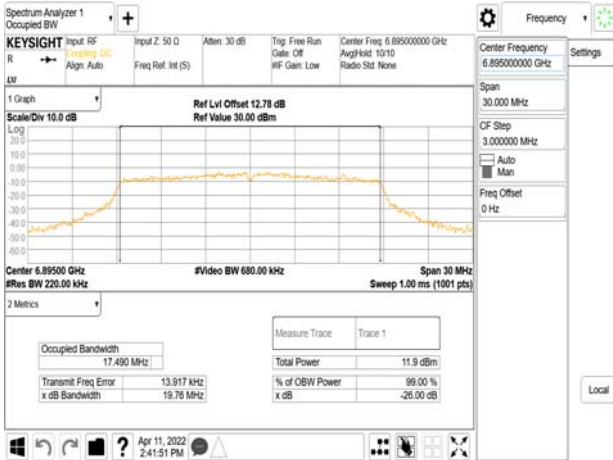 Spectrum Analyzer 1
Occupied BW
+
Frequency
KEYSIGHT
R
LW
Input: RF
Coupling: DC
Align: Auto
Input Z: 50 Ω
Freq Ref: Int (S)
Atten: 30 dB
Trig: Free Run
Gate: Off
#IF Gain: Low
Center Freq: 6.895000000 GHz
Avg|Hold: 10/10
Radio Std: None
Center Frequency
6.895000000 GHz
Settings
Span
30.000 MHz
CF Step
3.000000 MHz
Auto
Man
Freq Offset
0 Hz
Local
1 Graph
Scale/Div 10.0 dB
Ref Lvl Offset 12.78 dB
Ref Value 30.00 dBm
Log
20.0
10.0
0.00
-10.0
-20.0
-30.0
-40.0
-50.0
-60.0
Center 6.89500 GHz
#Video BW 680.00 kHz
Span 30 MHz
#Res BW 220.00 kHz
Sweep 1.00 ms (1001 pts)
2 Metrics
Measure Trace
Trace 1
Occupied Bandwidth
17.490 MHz
Total Power
11.9 dBm
Transmit Freq Error
13.917 kHz
% of OBW Power
99.00 %
x dB Bandwidth
19.76 MHz
x dB
-26.00 dB
?
Apr 11, 2022
2:41:51 PM